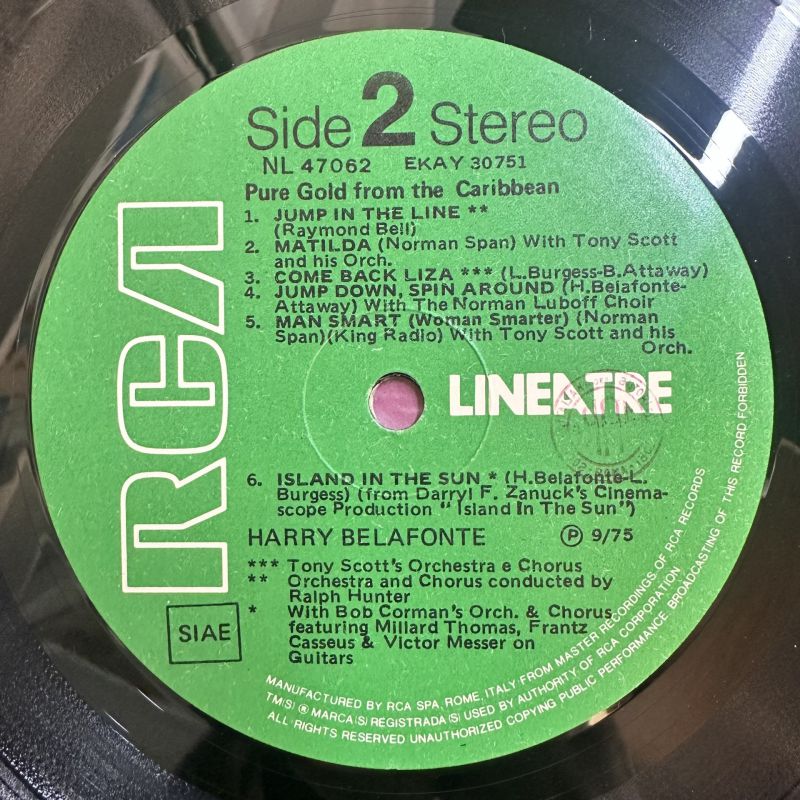 Side 2 Stereo
NL 47062 EKAY 30751
Pure Gold from the Caribbean
1. JUMP IN THE LINE **
(Raymond Bell)
2. MATILDA (Norman Span) With Tony Scott
and his Orch.
3. COME BACK LIZA *** (L.Burgess-B.Attaway)
4. JUMP DOWN, SPIN AROUND (H.Belafonte-
Attaway) With The Norman Luboff Choir
5. MAN SMART (Woman Smarter) (Norman
Span)(King Radio) With Tony Scott and his
Orch.
RCA
LINEATRE
6. ISLAND IN THE SUN * (H.Belafonte-L.
Burgess) (from Darryl F. Zanuck's Cinema-
scope Production "Island In The Sun")
HARRY BELAFONTE ℗ 9/75
*** Tony Scott's Orchestra e Chorus
** Orchestra and Chorus conducted by
Ralph Hunter
* With Bob Corman's Orch. & Chorus
featuring Millard Thomas, Frantz
Casseus & Victor Messer on
Guitars
SIAE
MANUFACTURED BY RCA SPA, ROME, ITALY, FROM MASTER RECORDINGS OF RCA RECORDS
TM(S) ® MARCA(S) REGISTRADA(S) USED BY AUTHORITY OF RCA CORPORATION
ALL RIGHTS RESERVED UNAUTHORIZED COPYING PUBLIC PERFORMANCE BROADCASTING OF THIS RECORD FORBIDDEN